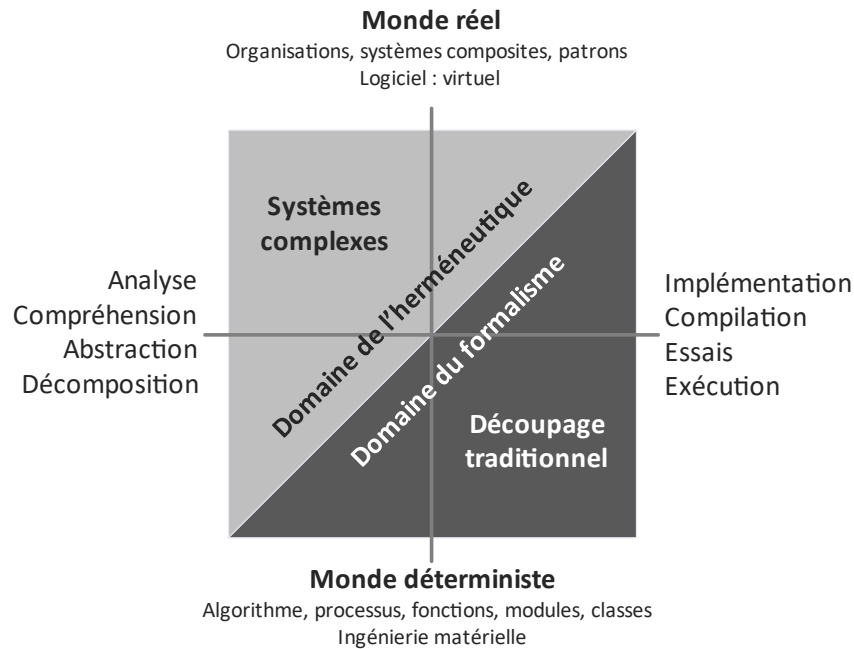 Monde réel
Organisations, systèmes composites, patrons
Logiciel : virtuel
Systèmes
complexes
Domaine de l’herméneutique
Domaine du formalisme
Analyse
Compréhension
Abstraction
Décomposition
Implémentation
Compilation
Essais
Exécution
Découpage
traditionnel
Monde déterministe
Algorithme, processus, fonctions, modules, classes
Ingénierie matérielle